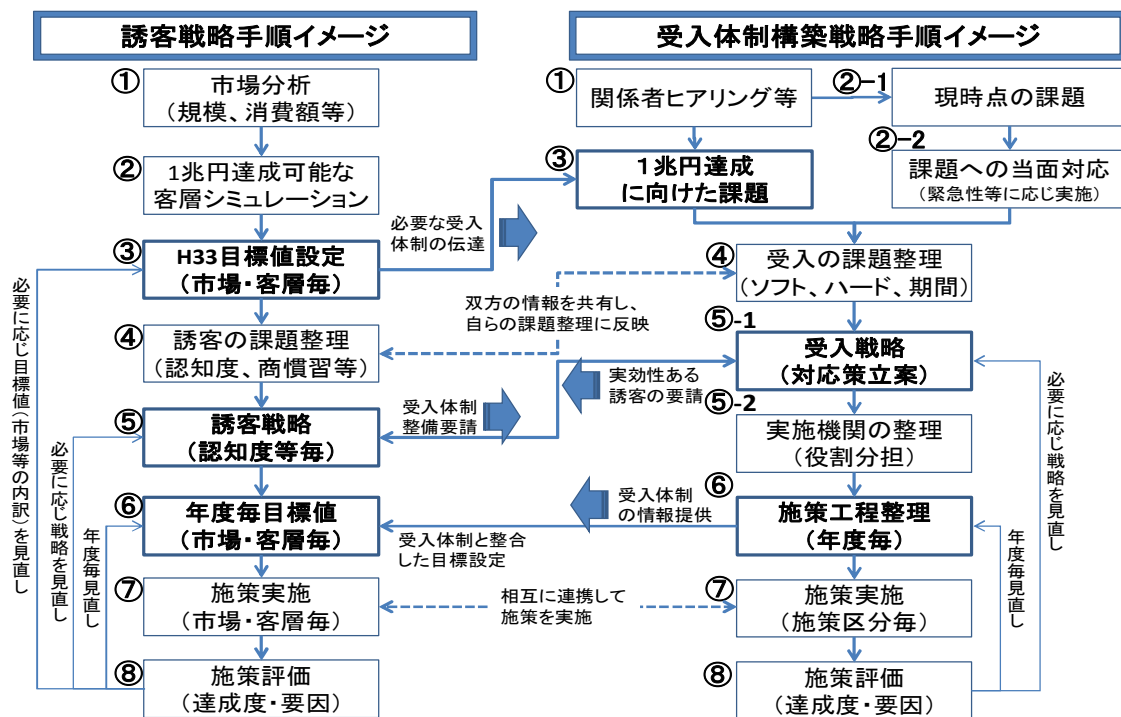 誘客戦略手順イメージ
①
市場分析
(規模、消費額等)
②
1兆円達成可能な
客層シミュレーション
③
H33目標値設定
(市場・客層毎)
④
誘客の課題整理
(認知度、商慣習等)
⑤
誘客戦略
(認知度等毎)
⑥
年度毎目標値
(市場・客層毎)
⑦
施策実施
(市場・客層毎)
⑧
施策評価
(達成度・要因)
必要に応じ目標値(市場等の内訳)を見直し
必要に応じ戦略を見直し
年度毎見直し
必要な受入
体制の伝達
双方の情報を共有し、
自らの課題整理に反映
実効性ある
誘客の要請
受入体制
整備要請
受入体制
の情報提供
受入体制と整合
した目標設定
相互に連携して
施策を実施
受入体制構築戦略手順イメージ
①
関係者ヒアリング等
②-1
現時点の課題
②-2
課題への当面対応
(緊急性等に応じ実施)
③
1兆円達成
に向けた課題
④
受入の課題整理
(ソフト、ハード、期間)
⑤-1
受入戦略
(対応策立案)
⑤-2
実施機関の整理
(役割分担)
⑥
施策工程整理
(年度毎)
⑦
施策実施
(施策区分毎)
⑧
施策評価
(達成度・要因)
年度毎見直し
必要に応じ戦略を見直し